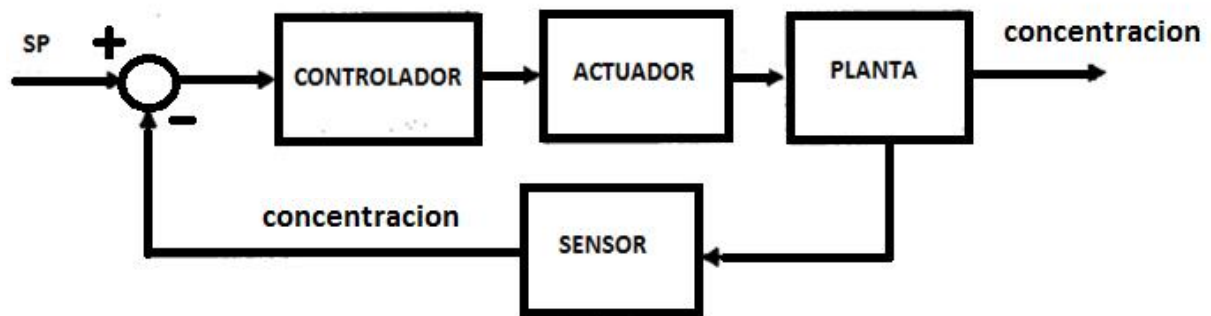 SP
+
-
CONTROLADOR
ACTUADOR
PLANTA
concentracion
concentracion
SENSOR